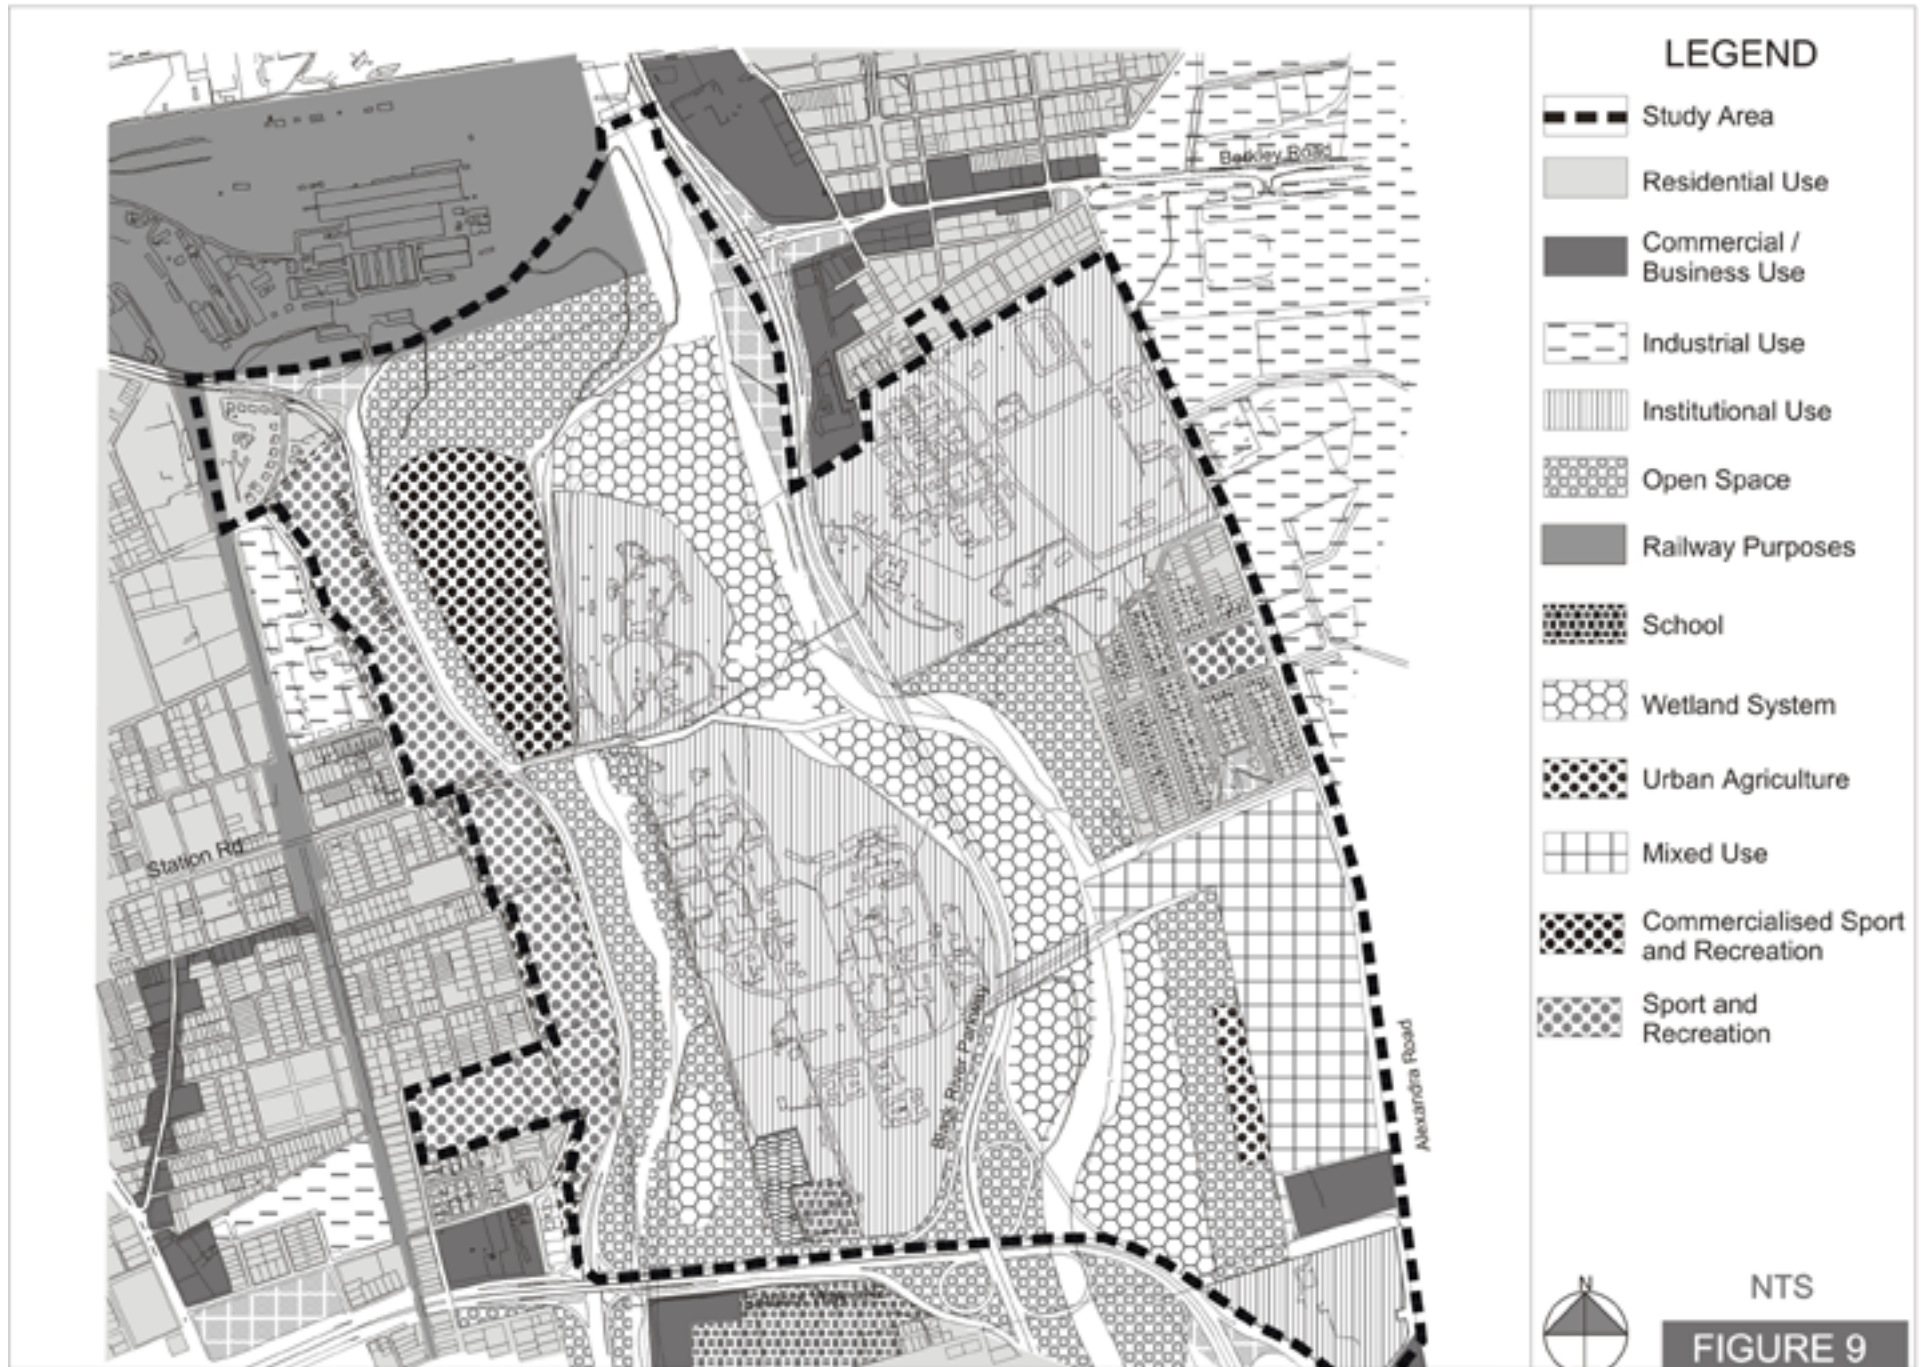 LEGEND
Study Area
Residential Use
Commercial /
Business Use
Industrial Use
Institutional Use
Open Space
Railway Purposes
School
Wetland System
Urban Agriculture
Mixed Use
Commercialised Sport
and Recreation
Sport and
Recreation
N
NTS
FIGURE 9
Berkley Road
Station Rd
Black River Parkway
Alexandra Road